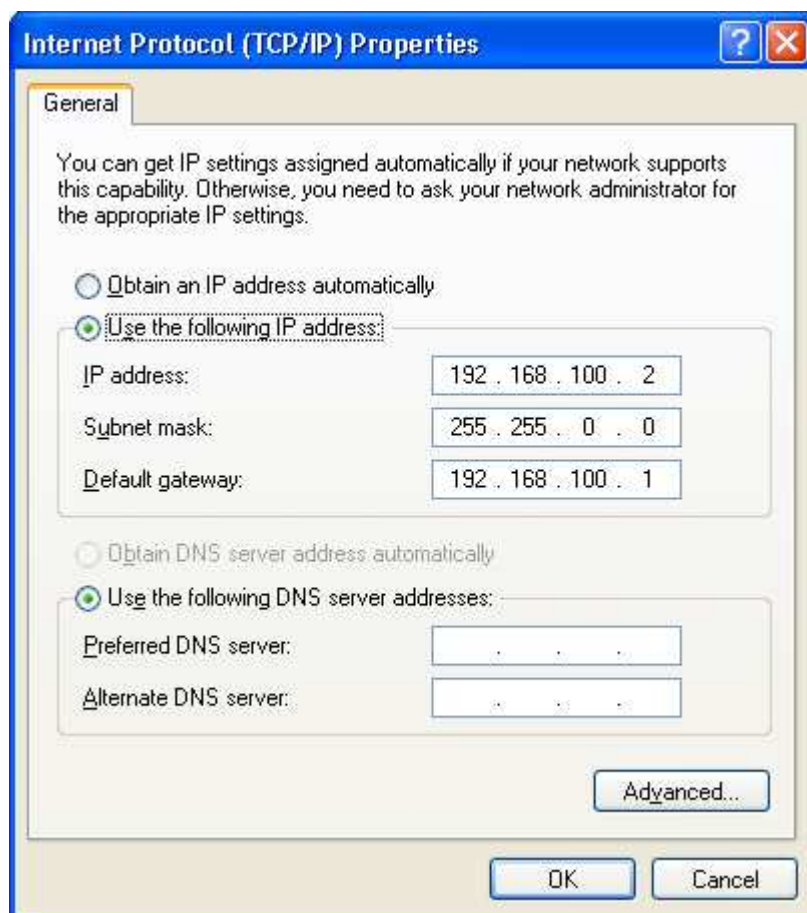 Internet Protocol (TCP/IP) Properties
General
You can get IP settings assigned automatically if your network supports
this capability. Otherwise, you need to ask your network administrator for
the appropriate IP settings.
Obtain an IP address automatically
Use the following IP address:
IP address: 192 . 168 . 100 . 2
Subnet mask: 255 . 255 . 0 . 0
Default gateway: 192 . 168 . 100 . 1
Obtain DNS server address automatically
Use the following DNS server addresses:
Preferred DNS server: . . .
Alternate DNS server: . . .
Advanced...
OK Cancel